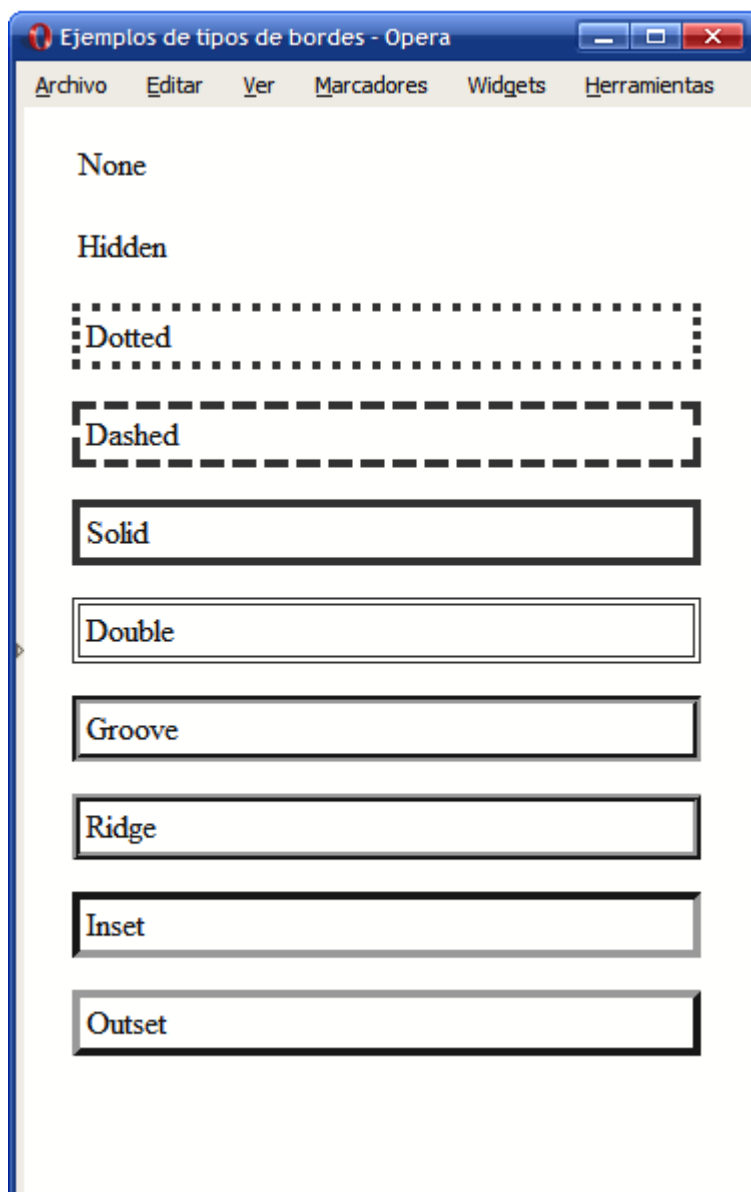 Ejemplos de tipos de bordes - Opera
Archivo Editar Ver Marcadores Widgets Herramientas
None
Hidden
Dotted
Dashed
Solid
Double
Groove
Ridge
Inset
Outset